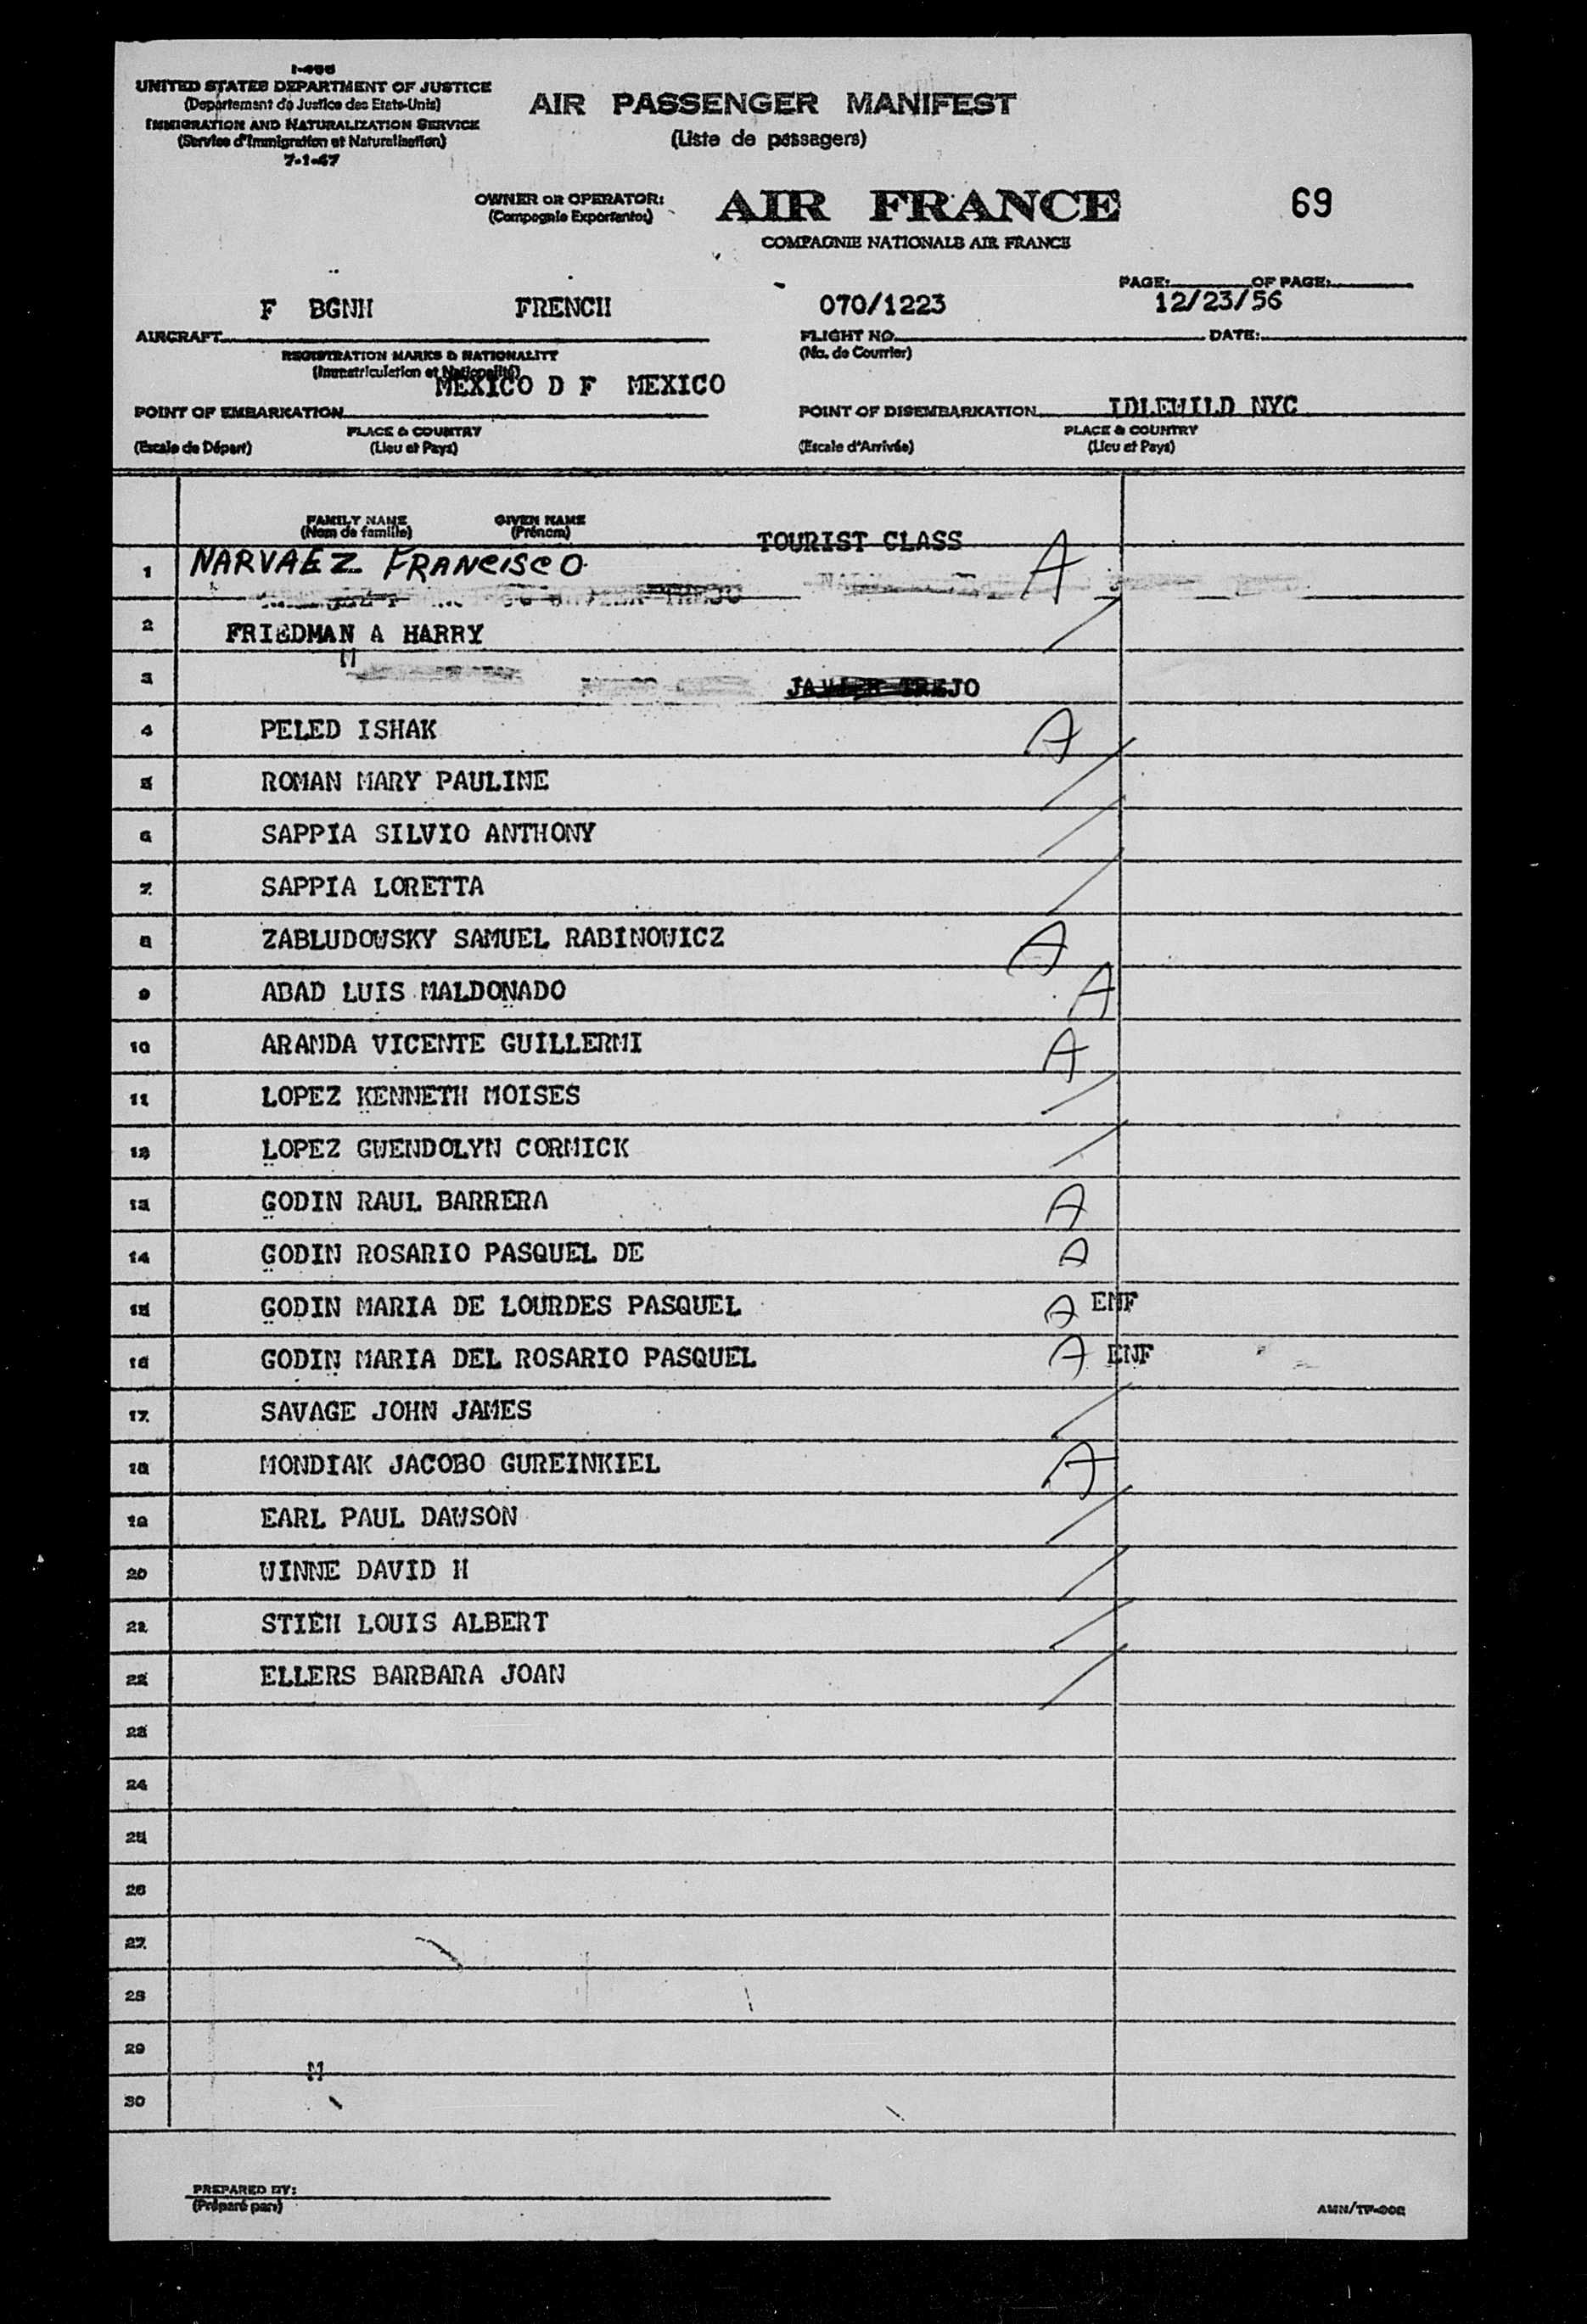 UNITED STATES DEPARTMENT OF JUSTICE
(Departement de Justice des Etats-Unis)
IMMIGRATION AND NATURALIZATION SERVICE
(Service d'Immigration et Naturalisation)
7-1-47
AIR PASSENGER MANIFEST
(Liste de passagers)
OWNER OR OPERATOR:
(Compagnie Exportantos)
AIR FRANCE
COMPAGNIE NATIONALE AIR FRANCE
69
PAGE: OF PAGE:
F BGNH FRENCH 070/1223 12/23/56
AIRCRAFT FLIGHT NO. DATE:
REGISTRATION MARKS & NATIONALITY (No. de Courrier)
(Immatriculation et Nationalité)
MEXICO D F MEXICO
POINT OF EMBARKATION POINT OF DISEMBARKATION IDLEWILD NYC
PLACE & COUNTRY PLACE & COUNTRY
(Escale de Départ) (Lieu et Pays) (Escale d'Arrivée) (Lieu et Pays)
FAMILY NAME GIVEN NAME
(Nom de famille) (Prénom)
TOURIST CLASS
1 NARVAEZ FRANCISCO A
TREJO
2 FRIEDMAN A HARRY
M
3 JAVIER TREJO
4 PELED ISHAK A
5 ROMAN MARY PAULINE
6 SAPPIA SILVIO ANTHONY
7 SAPPIA LORETTA
8 ZABLUDOWSKY SAMUEL RABINOWICZ A
9 ABAD LUIS MALDONADO A
10 ARANDA VICENTE GUILLERMI A
11 LOPEZ KENNETH MOISES
12 LOPEZ GWENDOLYN CORMICK
13 GODIN RAUL BARRERA A
14 GODIN ROSARIO PASQUEL DE A
15 GODIN MARIA DE LOURDES PASQUEL A ENF
16 GODIN MARIA DEL ROSARIO PASQUEL A ENF
17 SAVAGE JOHN JAMES
18 MONDIAK JACOBO GUREINKIEL A
19 EARL PAUL DAWSON
20 WINNE DAVID H
21 STIEH LOUIS ALBERT
22 ELLERS BARBARA JOAN
23
24
25
26
27
28
29
M
30
PREPARED BY:
(Préparé par:)